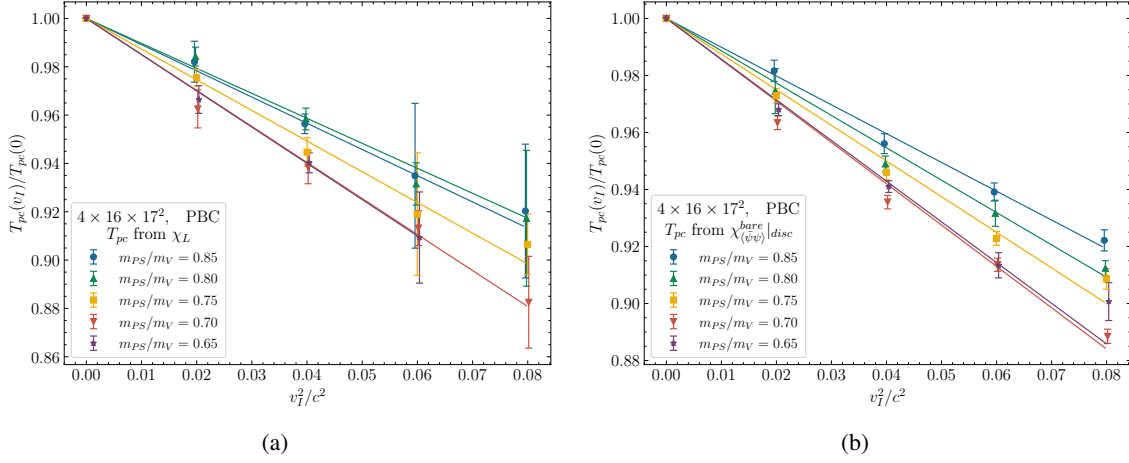 1.00
0.98
0.96
0.94
0.92
0.90
0.88
0.86
T_{pc}(v_I)/T_{pc}(0)
4 × 16 × 17², PBC
T_{pc} from χ_L
m_{PS}/m_V = 0.85
m_{PS}/m_V = 0.80
m_{PS}/m_V = 0.75
m_{PS}/m_V = 0.70
m_{PS}/m_V = 0.65
0.00 0.01 0.02 0.03 0.04 0.05 0.06 0.07 0.08
v_I²/c²
(a)
1.00
0.98
0.96
0.94
0.92
0.90
0.88
T_{pc}(v_I)/T_{pc}(0)
4 × 16 × 17², PBC
T_{pc} from χ^{bare}_{⟨ψ̄ψ⟩}|_{disc}
m_{PS}/m_V = 0.85
m_{PS}/m_V = 0.80
m_{PS}/m_V = 0.75
m_{PS}/m_V = 0.70
m_{PS}/m_V = 0.65
0.00 0.01 0.02 0.03 0.04 0.05 0.06 0.07 0.08
v_I²/c²
(b)